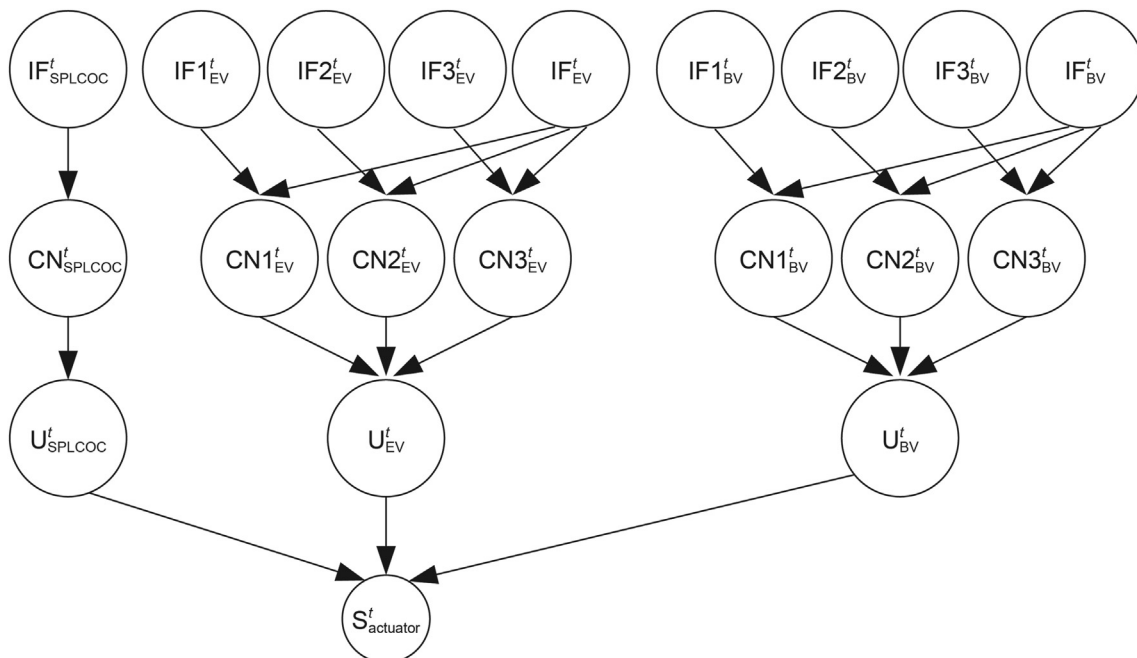 IF^t_SPLCOC IF1^t_EV IF2^t_EV IF3^t_EV IF^t_EV IF1^t_BV IF2^t_BV IF3^t_BV IF^t_BV
CN^t_SPLCOC CN1^t_EV CN2^t_EV CN3^t_EV CN1^t_BV CN2^t_BV CN3^t_BV
U^t_SPLCOC U^t_EV U^t_BV
S^t_actuator